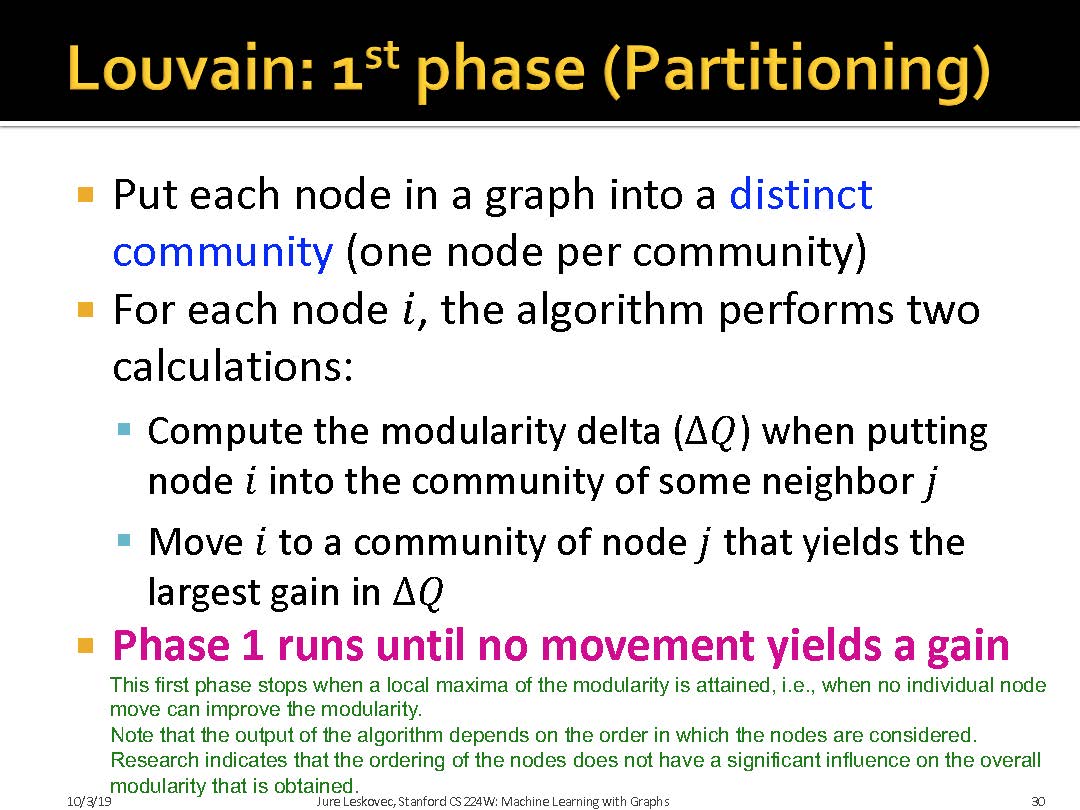 Louvain: 1st phase (Partitioning)
Put each node in a graph into a distinct
community (one node per community)
For each node i, the algorithm performs two
calculations:
Compute the modularity delta (∆Q) when putting
node i into the community of some neighbor j
Move i to a community of node j that yields the
largest gain in ∆Q
Phase 1 runs until no movement yields a gain
This first phase stops when a local maxima of the modularity is attained, i.e., when no individual node
move can improve the modularity.
Note that the output of the algorithm depends on the order in which the nodes are considered.
Research indicates that the ordering of the nodes does not have a significant influence on the overall
modularity that is obtained.
10/3/19 Jure Leskovec, Stanford CS224W: Machine Learning with Graphs 30